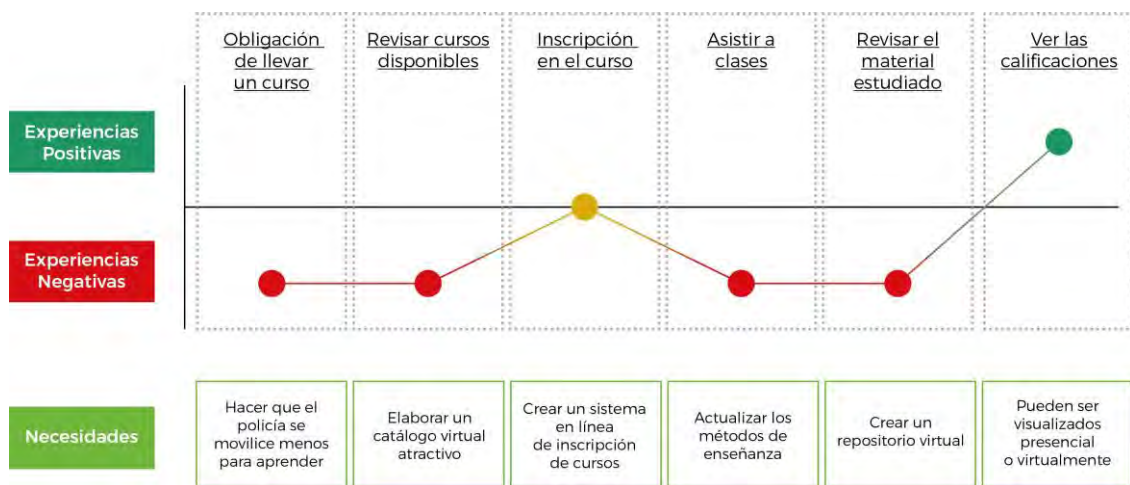 Obligación
de llevar
un curso
Revisar cursos
disponibles
Inscripción
en el curso
Asistir a
clases
Revisar el
material
estudiado
Ver las
calificaciones
Experiencias
Positivas
Experiencias
Negativas
Necesidades
Hacer que el
policía se
movilice menos
para aprender
Elaborar un
catálogo virtual
atractivo
Crear un sistema
en línea
de inscripción
de cursos
Actualizar los
métodos de
enseñanza
Crear un
repositorio virtual
Pueden ser
visualizados
presencial
o virtualmente